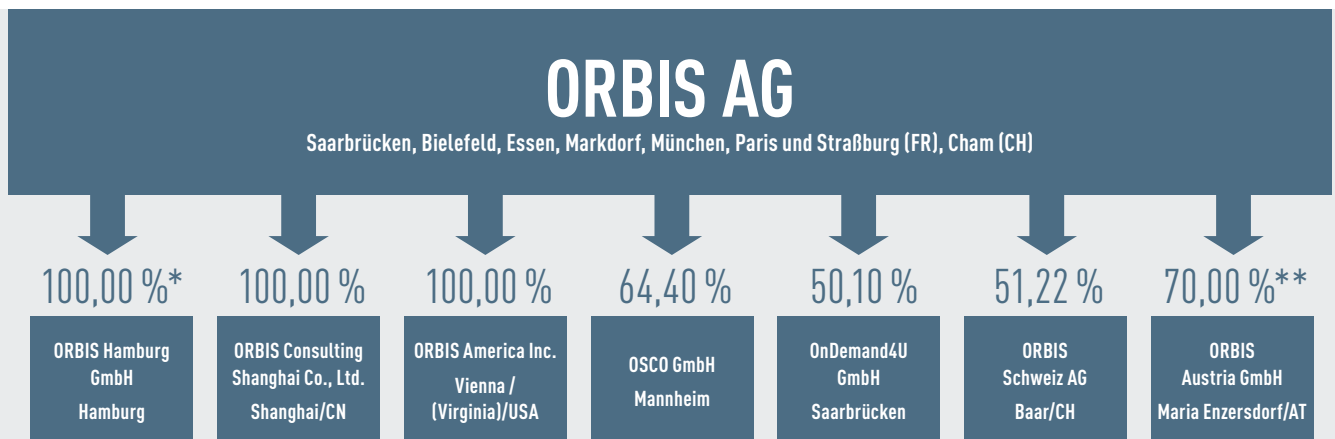 ORBIS AG
Saarbrücken, Bielefeld, Essen, Markdorf, München, Paris und Straßburg (FR), Cham (CH)
100,00 %*
100,00 %
100,00 %
64,40 %
50,10 %
51,22 %
70,00 %**
ORBIS Hamburg
GmbH
Hamburg
ORBIS Consulting
Shanghai Co., Ltd.
Shanghai/CN
ORBIS America Inc.
Vienna /
(Virginia)/USA
OSCO GmbH
Mannheim
OnDemand4U
GmbH
Saarbrücken
ORBIS
Schweiz AG
Baar/CH
ORBIS
Austria GmbH
Maria Enzersdorf/AT